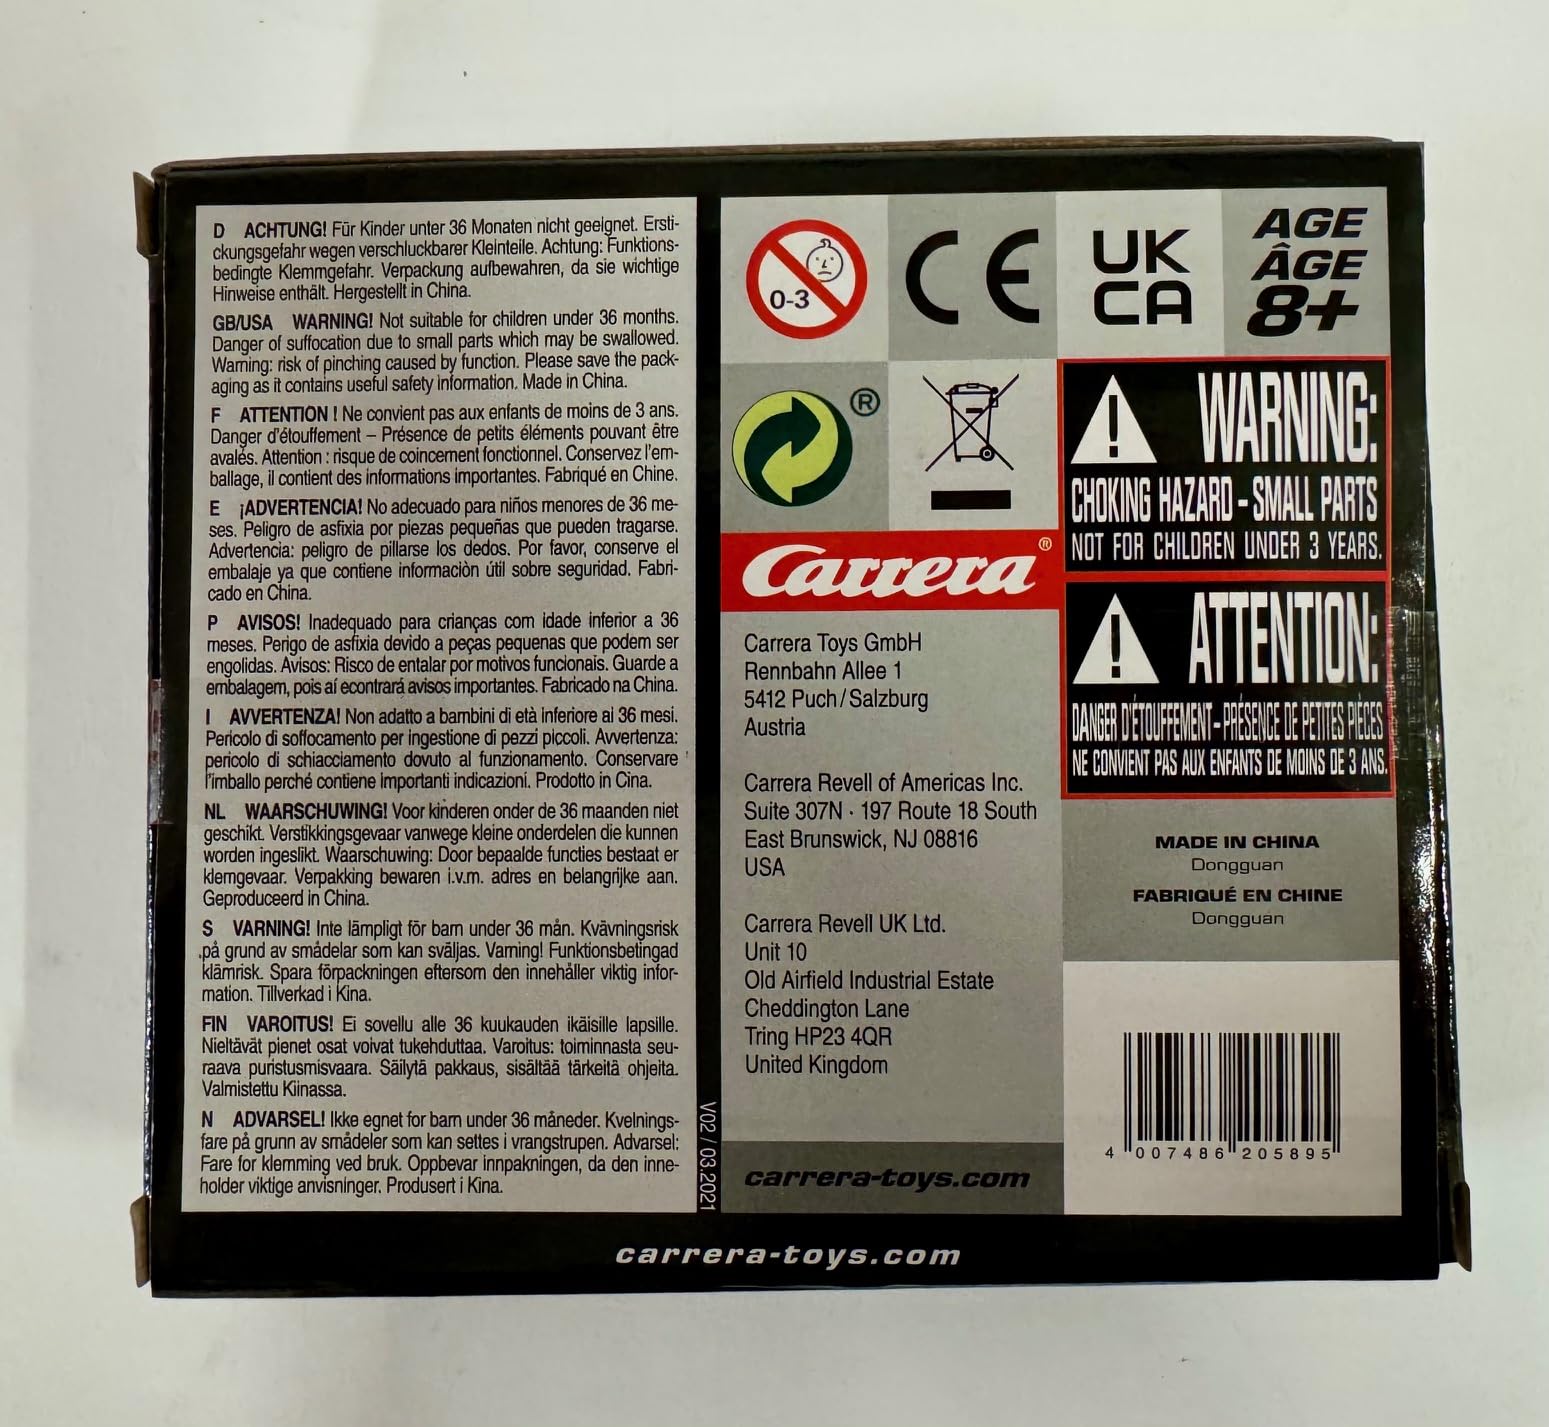 D ACHTUNG! Für Kinder unter 36 Monaten nicht geeignet. Ersti-
ckungsgefahr wegen verschluckbarer Kleinteile. Achtung: Funktions-
bedingte Klemmgefahr. Verpackung aufbewahren, da sie wichtige
Hinweise enthält. Hergestellt in China.
GB/USA WARNING! Not suitable for children under 36 months.
Danger of suffocation due to small parts which may be swallowed.
Warning: risk of pinching caused by function. Please save the pack-
aging as it contains useful safety information. Made in China.
F ATTENTION ! Ne convient pas aux enfants de moins de 3 ans.
Danger d'étouffement – Présence de petits éléments pouvant être
avalés. Attention : risque de coincement fonctionnel. Conservez l'em-
ballage, il contient des informations importantes. Fabriqué en Chine.
E ¡ADVERTENCIA! No adecuado para niños menores de 36 me-
ses. Peligro de asfixia por piezas pequeñas que pueden tragarse.
Advertencia: peligro de pillarse los dedos. Por favor, conserve el
embalaje ya que contiene informaciòn útil sobre seguridad. Fabri-
cado en China.
P AVISOS! Inadequado para crianças com idade inferior a 36
meses. Perigo de asfixia devido a peças pequenas que podem ser
engolidas. Avisos: Risco de entalar por motivos funcionais. Guarde a
embalagem, pois aí econtrará avisos importantes. Fabricado na China.
I AVVERTENZA! Non adatto a bambini di età inferiore ai 36 mesi.
Pericolo di soffocamento per ingestione di pezzi piccoli. Avvertenza:
pericolo di schiacciamento dovuto al funzionamento. Conservare
l'imballo perché contiene importanti indicazioni. Prodotto in Cina.
NL WAARSCHUWING! Voor kinderen onder de 36 maanden niet
geschikt. Verstikkingsgevaar vanwege kleine onderdelen die kunnen
worden ingeslikt. Waarschuwing: Door bepaalde functies bestaat er
klemgevaar. Verpakking bewaren i.v.m. adres en belangrijke aan.
Geproduceerd in China.
S VARNING! Inte lämpligt för barn under 36 mån. Kvävningsrisk
på grund av smådelar som kan sväljas. Varning! Funktionsbetingad
klämrisk. Spara förpackningen eftersom den innehåller viktig infor-
mation. Tillverkad i Kina.
FIN VAROITUS! Ei sovellu alle 36 kuukauden ikäisille lapsille.
Nieltävät pienet osat voivat tukehduttaa. Varoitus: toiminnasta seu-
raava puristusmisvaara. Säilytä pakkaus, sisältää tärkeitä ohjeita.
Valmistettu Kiinassa.
N ADVARSEL! Ikke egnet for barn under 36 måneder. Kvelnings-
fare på grunn av smådeler som kan settes i vrangstrupen. Advarsel:
Fare for klemming ved bruk. Oppbevar innpakningen, da den inne-
holder viktige anvisninger. Produsert i Kina.
V02 / 03.2021
0-3
CE
UK
CA
AGE
ÂGE
8+
®
WARNING:
CHOKING HAZARD – SMALL PARTS
NOT FOR CHILDREN UNDER 3 YEARS.
Carrera®
ATTENTION:
DANGER D'ÉTOUFFEMENT – PRÉSENCE DE PETITES PIÈCES
NE CONVIENT PAS AUX ENFANTS DE MOINS DE 3 ANS.
Carrera Toys GmbH
Rennbahn Allee 1
5412 Puch/Salzburg
Austria
Carrera Revell of Americas Inc.
Suite 307N · 197 Route 18 South
East Brunswick, NJ 08816
USA
Carrera Revell UK Ltd.
Unit 10
Old Airfield Industrial Estate
Cheddington Lane
Tring HP23 4QR
United Kingdom
carrera-toys.com
MADE IN CHINA
Dongguan
FABRIQUÉ EN CHINE
Dongguan
4 007486 205895
carrera-toys.com